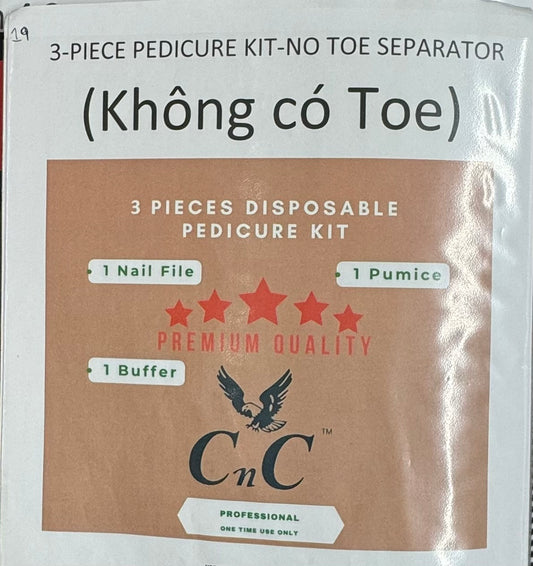 19
3-PIECE PEDICURE KIT-NO TOE SEPARATOR
(Không có Toe)
3 PIECES DISPOSABLE
PEDICURE KIT
• 1 Nail File
• 1 Pumice
PREMIUM QUALITY
• 1 Buffer
CnC ™
PROFESSIONAL
ONE TIME USE ONLY